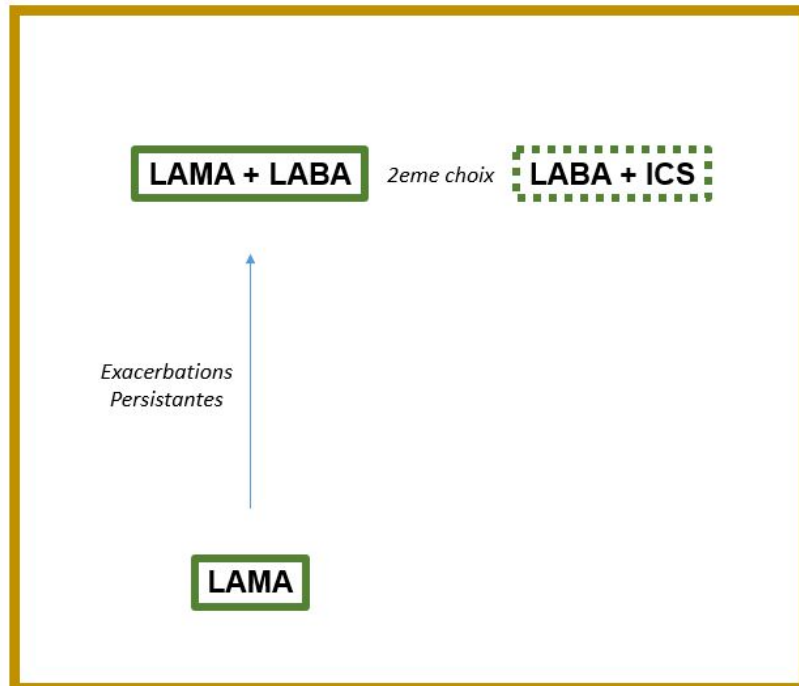 LAMA + LABA
2eme choix
LABA + ICS
Exacerbations
Persistantes
LAMA